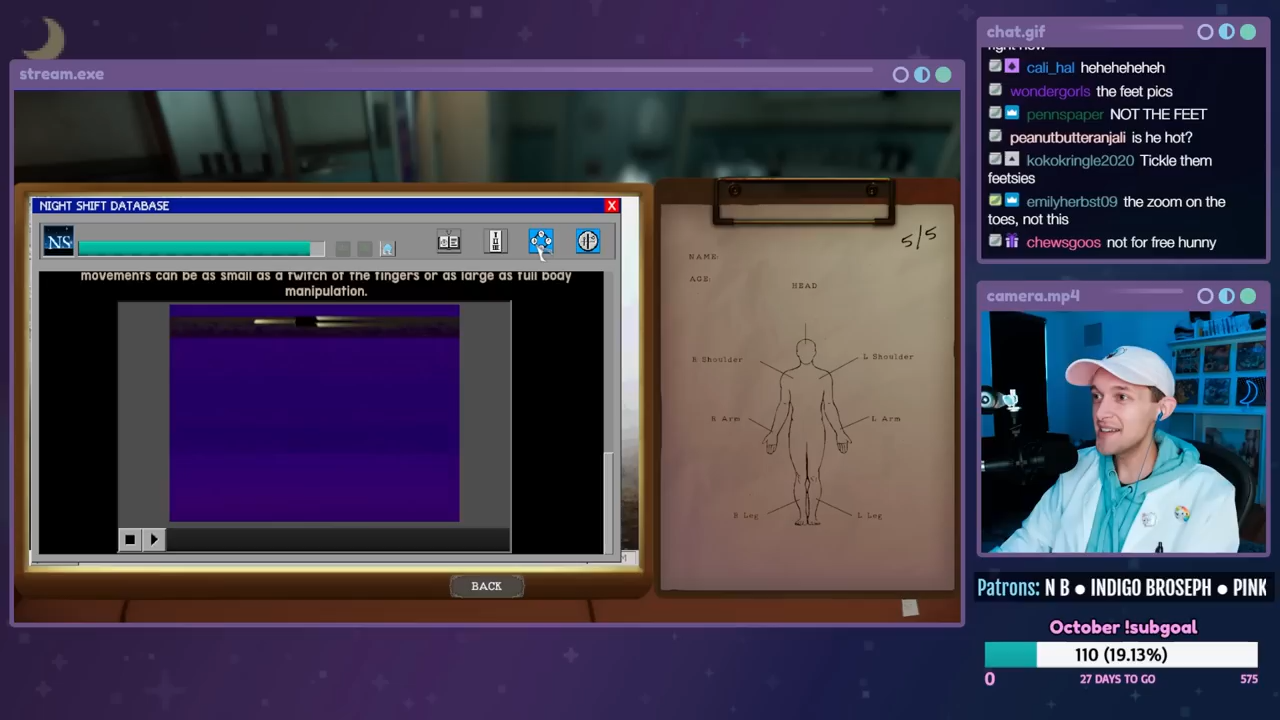 stream.exe
NIGHT SHIFT DATABASE
X
NS
movements can be as small as a twitch of the fingers or as large as full body
manipulation.
BACK
5/5
NAME:
AGE:
HEAD
R Shoulder
L Shoulder
R Arm
L Arm
R Leg
L Leg
chat.gif
right now
cali_hal heheheheheh
wondergorls the feet pics
pennspaper NOT THE FEET
peanutbutteranjali is he hot?
kokokringle2020 Tickle them
feetsies
emilyherbst09 the zoom on the
toes, not this
chewsgoos not for free hunny
camera.mp4
Patrons: N B ● INDIGO BROSEPH ● PINK
October !subgoal
110 (19.13%)
0
27 DAYS TO GO
575